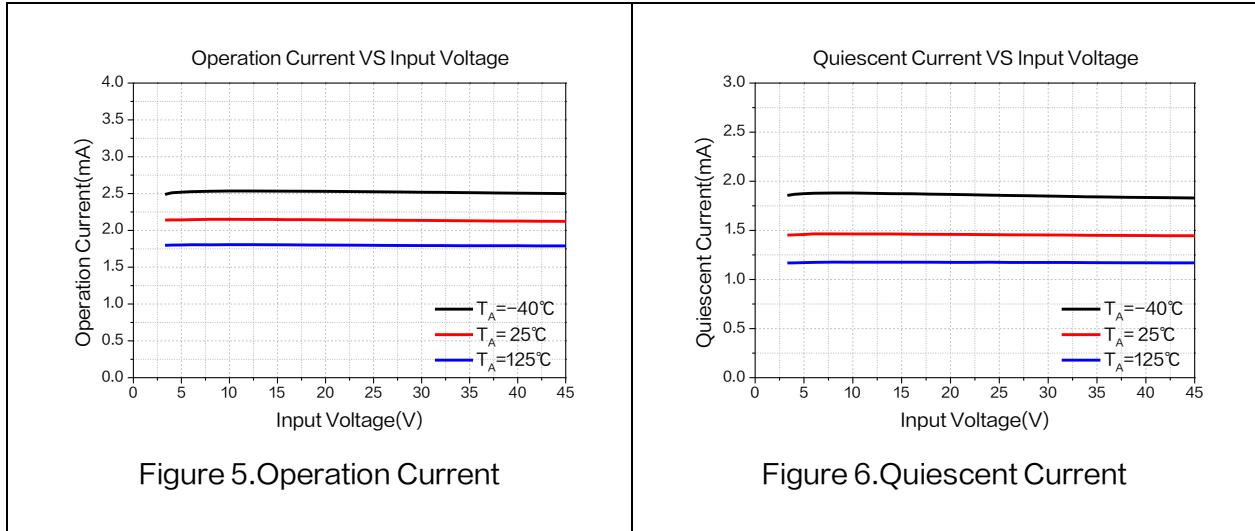 Operation Current VS Input Voltage
4.0
3.5
3.0
2.5
2.0
1.5
1.0
0.5
0.0
Operation Current(mA)
T_A=−40℃
T_A= 25℃
T_A=125℃
0 5 10 15 20 25 30 35 40 45
Input Voltage(V)
Figure 5.Operation Current
Quiescent Current VS Input Voltage
3.0
2.5
2.0
1.5
1.0
0.5
0.0
Quiescent Current(mA)
T_A=−40℃
T_A= 25℃
T_A=125℃
0 5 10 15 20 25 30 35 40 45
Input Voltage(V)
Figure 6.Quiescent Current